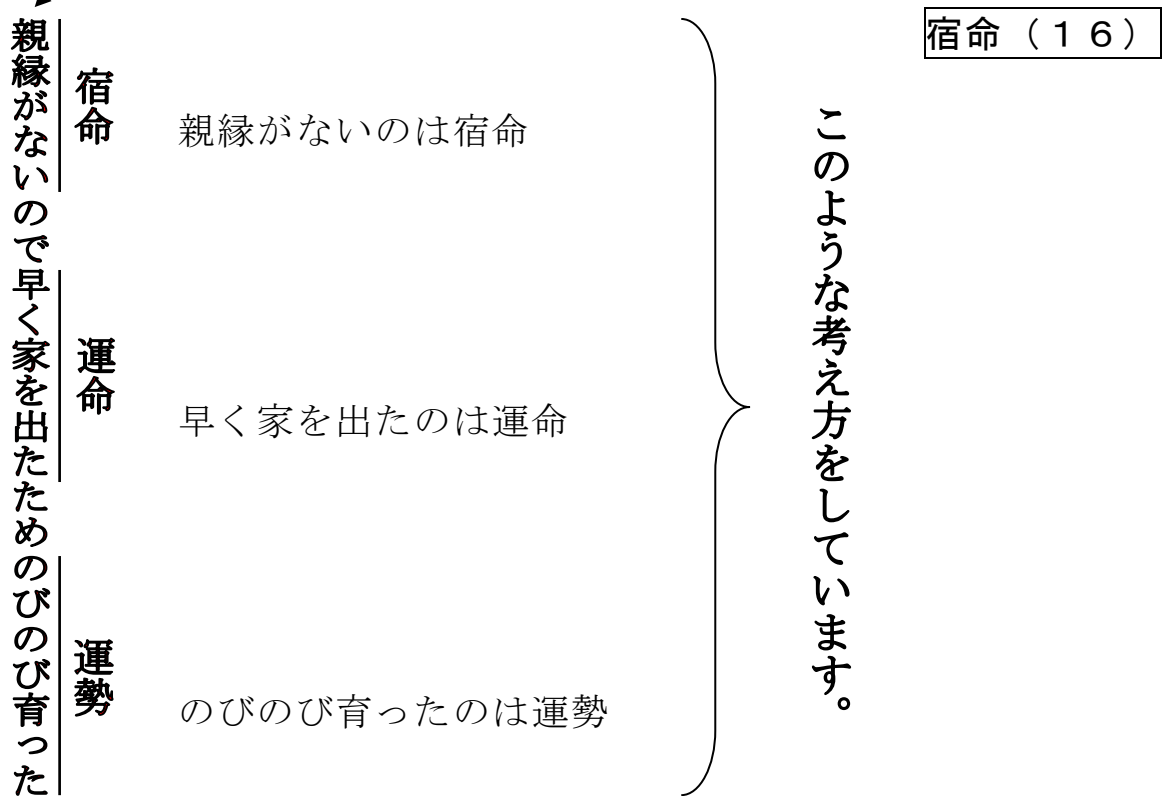 宿命（１６）
親縁がないので早く家を出たためのびのび育った
宿命
親縁がないのは宿命
運命
早く家を出たのは運命
運勢
のびのび育ったのは運勢
このような考え方をしています。